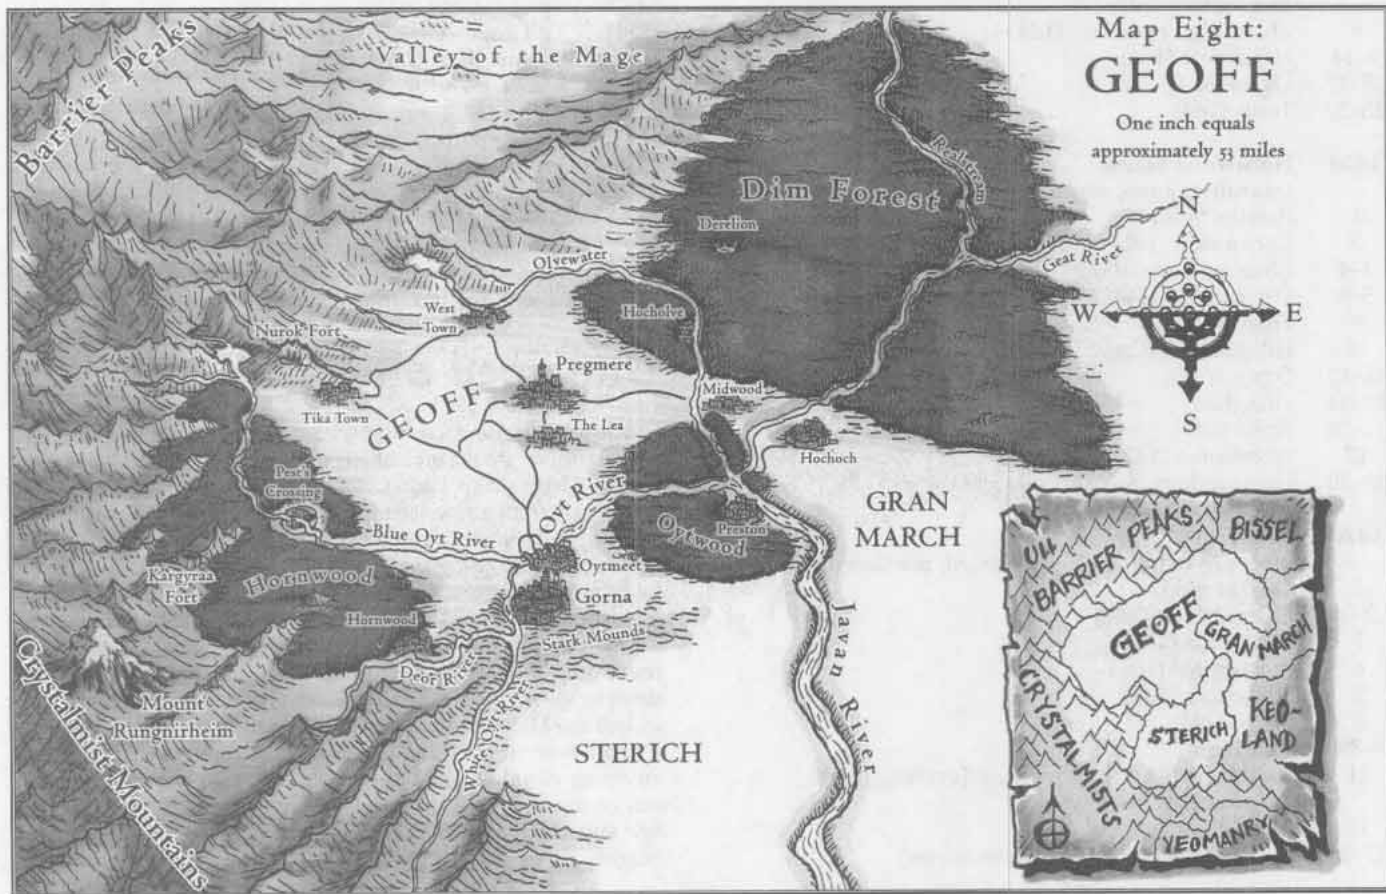 Map Eight:
GEOFF
One inch equals
approximately 53 miles
Barrier Peaks
Valley of the Mage
Dim Forest
Realstream
Derelion
N
W
E
S
Geat River
Olvewater
West
Town
Hocholve
Nurok Fort
Pregmere
Midwood
Tika Town
GEOFF
The Lea
Hochoch
Pest's
Crossing
Oyt River
GRAN
MARCH
Preston
Oytwood
Blue Oyt River
Oytmeet
Kargyraa
Fort
Hornwood
Gorna
Hornwood
Stark Mounds
Deor River
Javan River
Crystalmist Mountains
Mount
Rungnirheim
White Oyt River
STERICH
ULL
BARRIER PEAKS
BISSEL
GEOFF
GRAN MARCH
CRYSTALMISTS
STERICH
KEO-
LAND
YEOMANRY